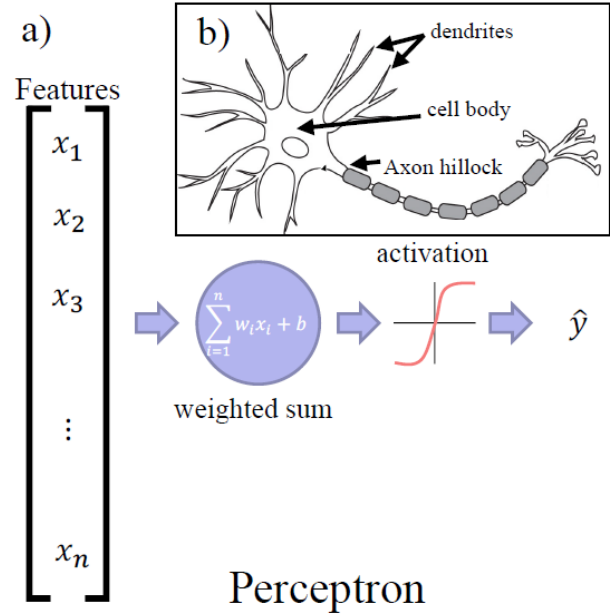 a)
Features
x₁
x₂
x₃
⋮
xₙ
b)
dendrites
cell body
Axon hillock
activation
n
∑ wᵢxᵢ + b
i=1
weighted sum
ŷ
Perceptron